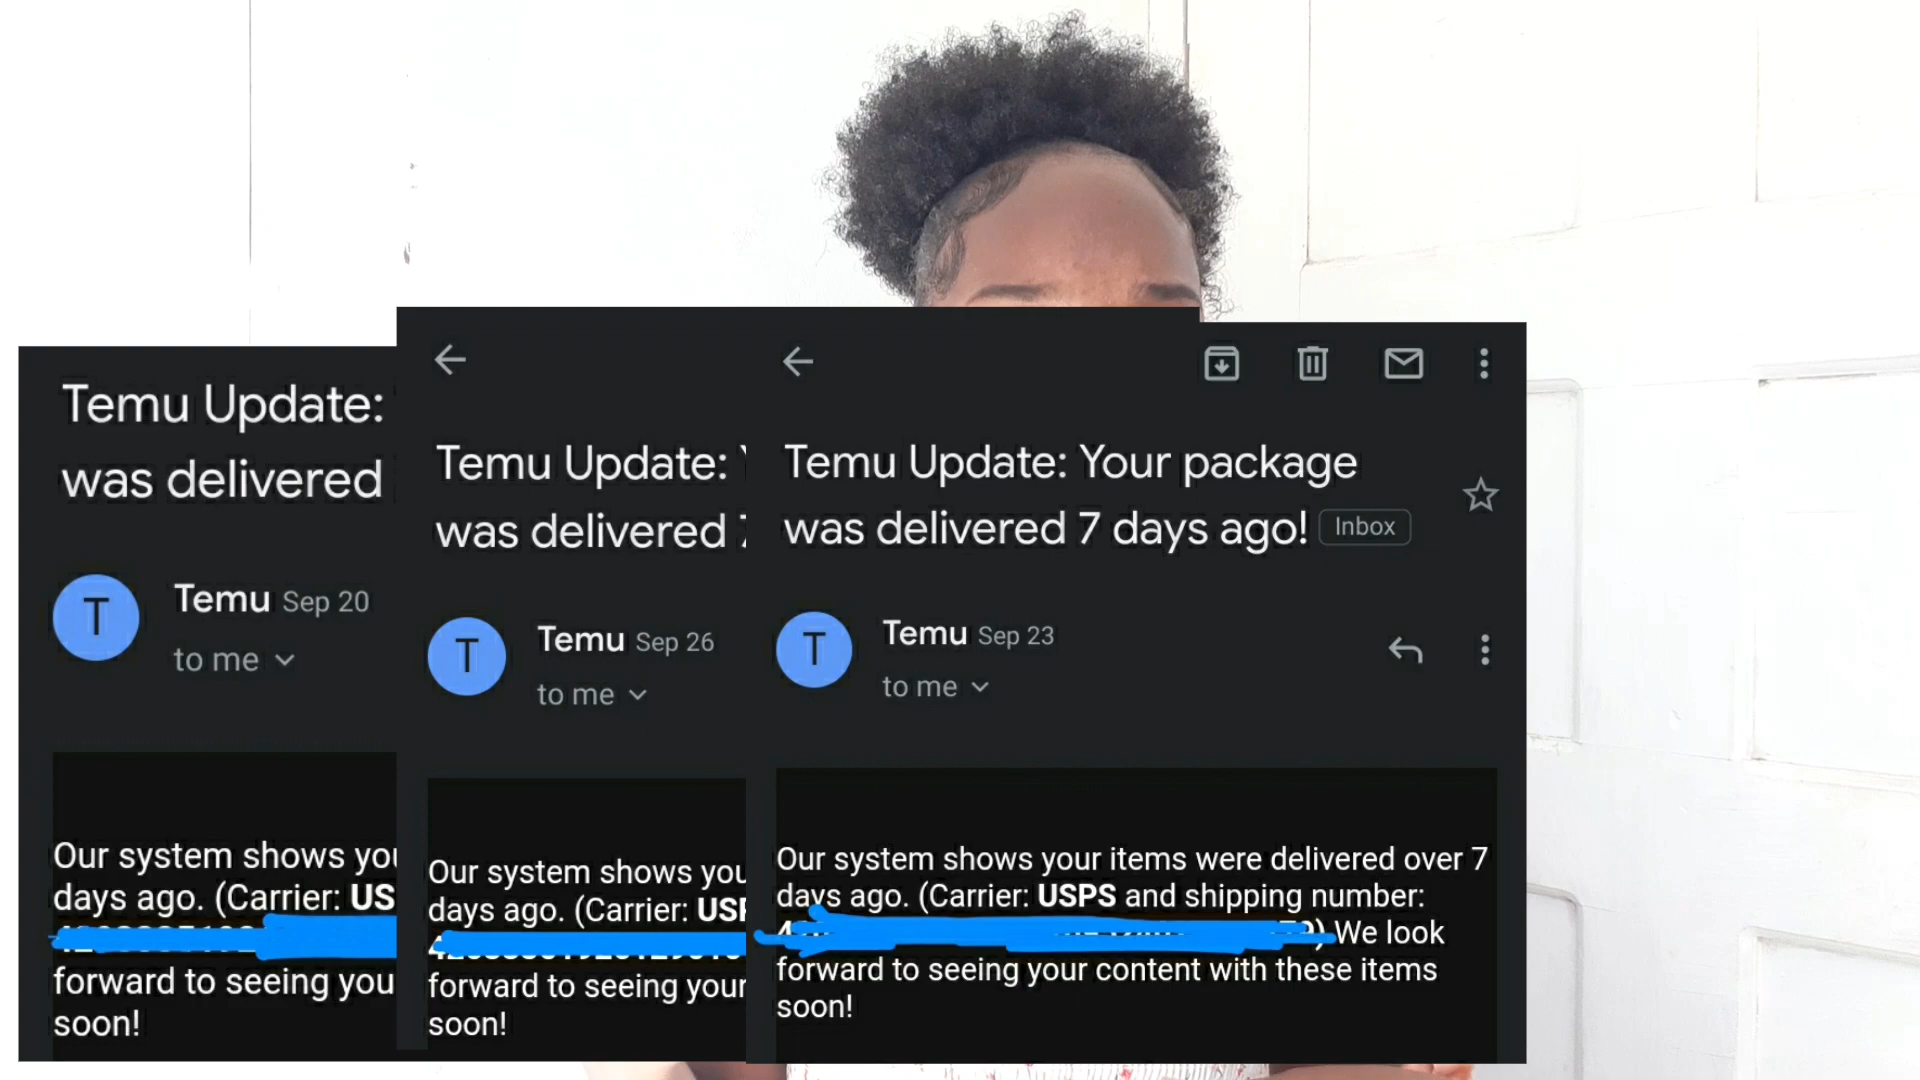 Temu Update:
was delivered
T
Temu Sep 20
to me
Our system shows you
days ago. (Carrier: US
forward to seeing you
soon!
Temu Update:
was delivered 7
T
Temu Sep 26
to me
Our system shows you
days ago. (Carrier: USP
forward to seeing your
soon!
Temu Update: Your package
was delivered 7 days ago! Inbox
T
Temu Sep 23
to me
Our system shows your items were delivered over 7
days ago. (Carrier: USPS and shipping number:
) We look
forward to seeing your content with these items
soon!